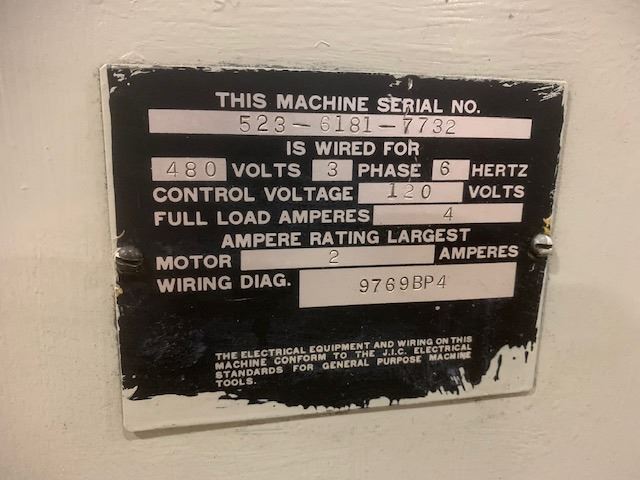 THIS MACHINE SERIAL NO.
523-6181-7732
IS WIRED FOR
480 VOLTS 3 PHASE 6 HERTZ
CONTROL VOLTAGE 120 VOLTS
FULL LOAD AMPERES 4
AMPERE RATING LARGEST
MOTOR 2 AMPERES
WIRING DIAG. 9769BP4
THE ELECTRICAL EQUIPMENT AND WIRING ON THIS
MACHINE CONFORM TO THE J.I.C. ELECTRICAL
STANDARDS FOR GENERAL PURPOSE MACHINE
TOOLS.